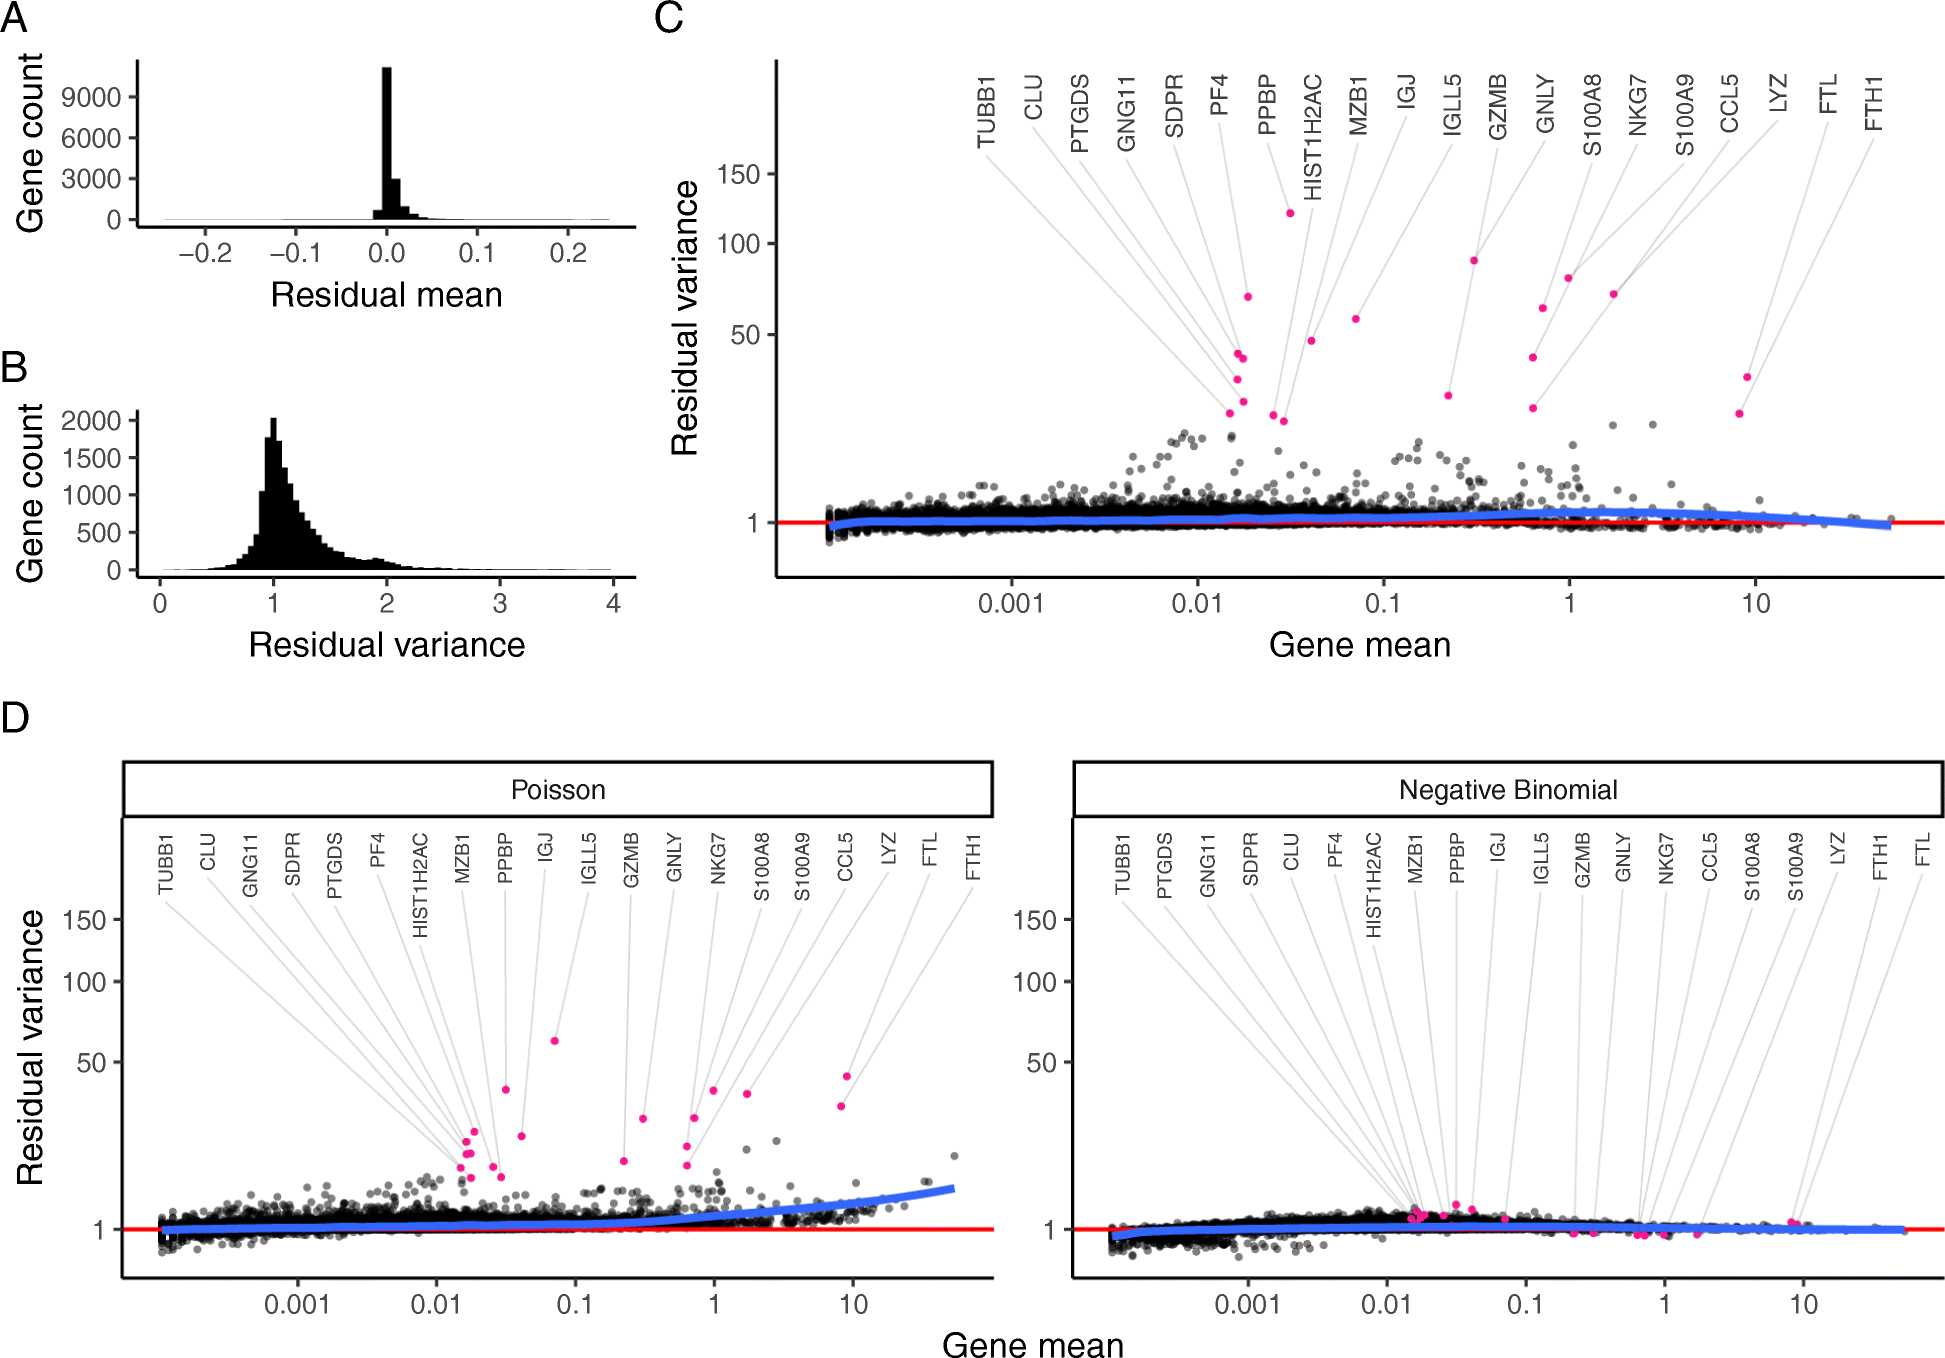 A
Gene count
9000
6000
3000
0
−0.2
−0.1
0.0
0.1
0.2
Residual mean
B
Gene count
2000
1500
1000
500
0
0
1
2
3
4
Residual variance
C
Residual variance
150
100
50
1
TUBB1
CLU
PTGDS
GNG11
SDPR
PF4
PPBP
HIST1H2AC
MZB1
IGJ
IGLL5
GZMB
GNLY
S100A8
NKG7
S100A9
CCL5
LYZ
FTL
FTH1
0.001
0.01
0.1
1
10
Gene mean
D
Poisson
Residual variance
150
100
50
1
TUBB1
CLU
GNG11
SDPR
PTGDS
PF4
HIST1H2AC
MZB1
PPBP
IGJ
IGLL5
GZMB
GNLY
NKG7
S100A8
S100A9
CCL5
LYZ
FTL
FTH1
0.001
0.01
0.1
1
10
Negative Binomial
150
100
50
1
TUBB1
PTGDS
GNG11
SDPR
CLU
PF4
HIST1H2AC
MZB1
PPBP
IGJ
IGLL5
GZMB
GNLY
NKG7
CCL5
S100A8
S100A9
LYZ
FTH1
FTL
0.001
0.01
0.1
1
10
Gene mean